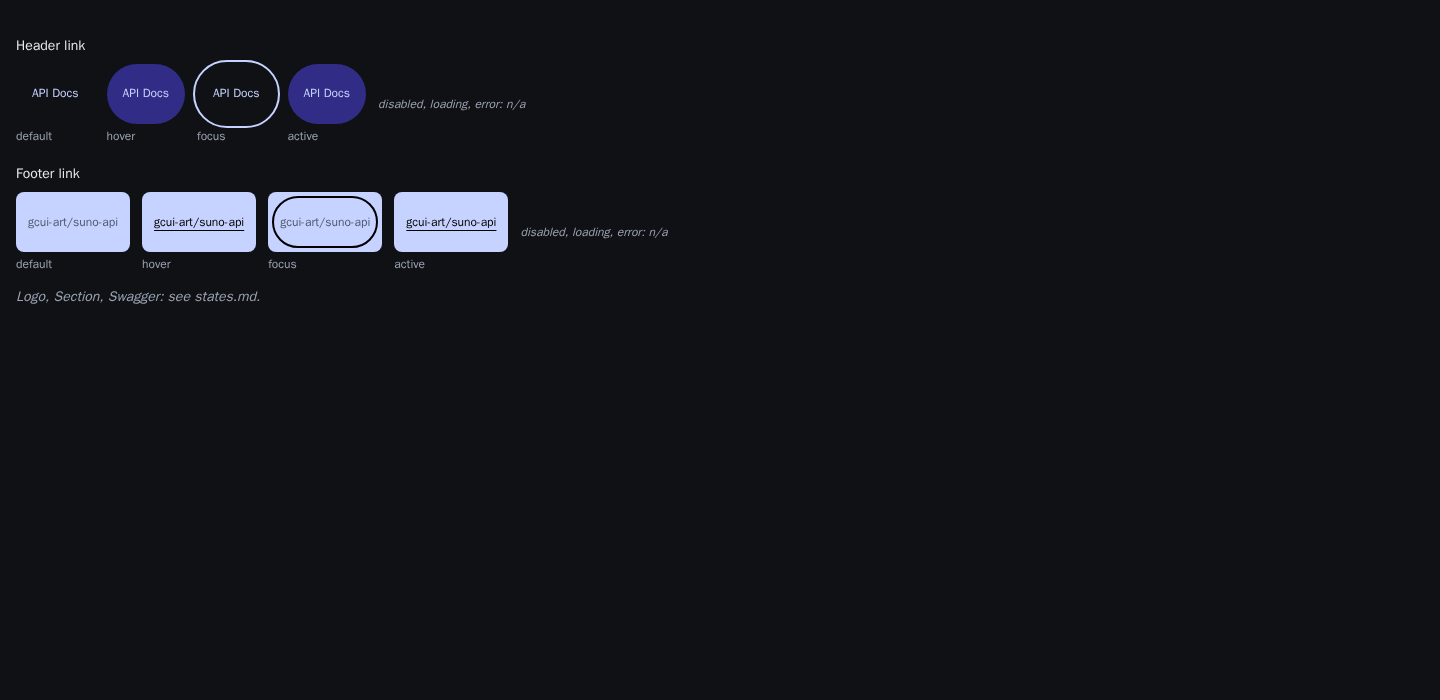 Header link
API Docs API Docs API Docs API Docs disabled, loading, error: n/a
default hover focus active
Footer link
gcui-art/suno-api gcui-art/suno-api gcui-art/suno-api gcui-art/suno-api disabled, loading, error: n/a
default hover focus active
Logo, Section, Swagger: see states.md.